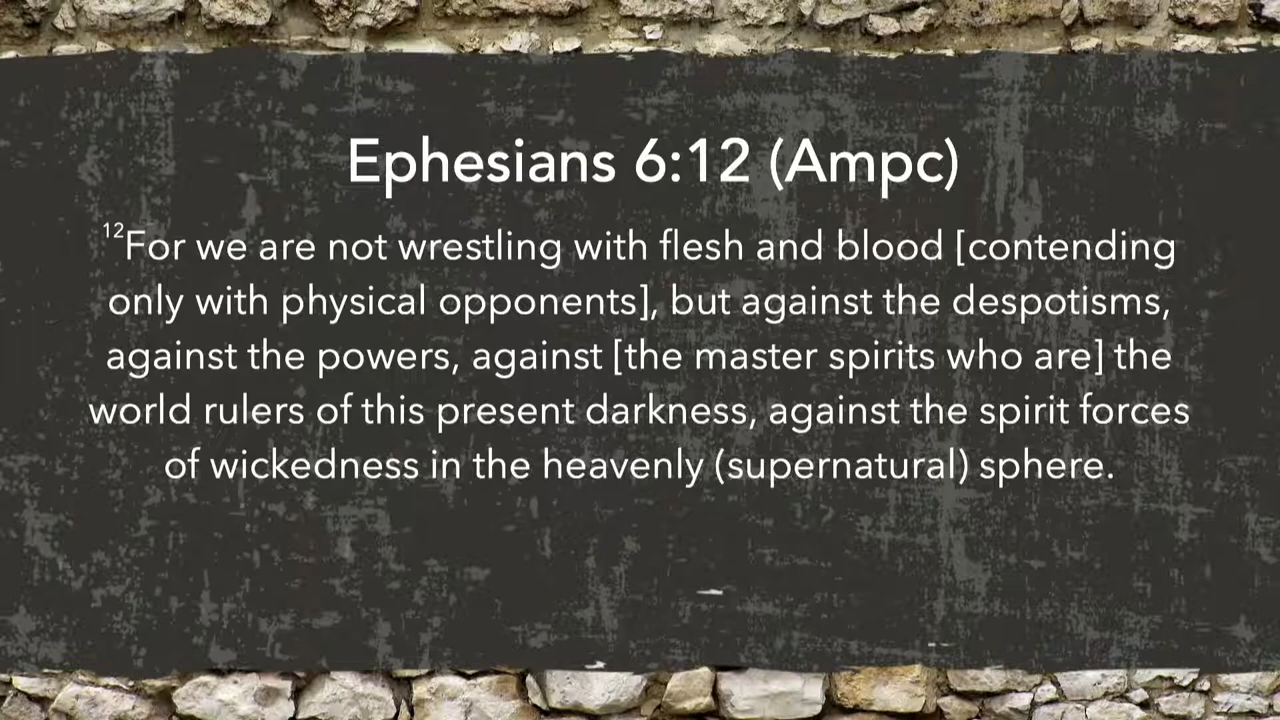 Ephesians 6:12 (Ampc)
12For we are not wrestling with flesh and blood [contending
only with physical opponents], but against the despotisms,
against the powers, against [the master spirits who are] the
world rulers of this present darkness, against the spirit forces
of wickedness in the heavenly (supernatural) sphere.